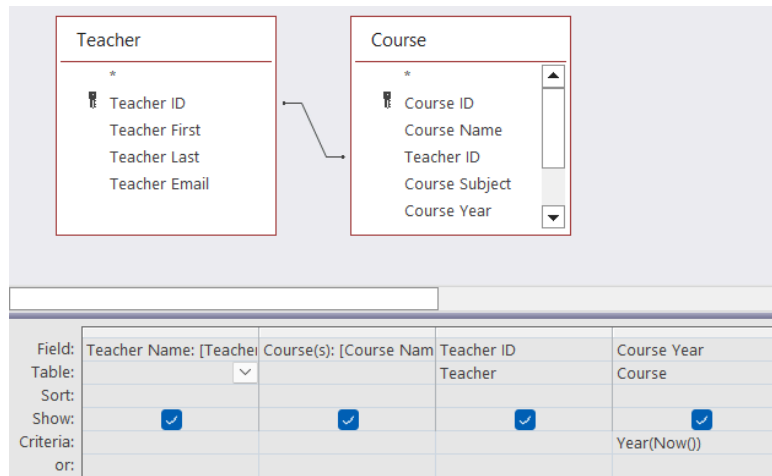 Teacher
*
Teacher ID
Teacher First
Teacher Last
Teacher Email
Course
*
Course ID
Course Name
Teacher ID
Course Subject
Course Year
Field: Teacher Name: [Teacher Course(s): [Course Nam Teacher ID Course Year
Table: Teacher Course
Sort:
Show:
Criteria: Year(Now())
or: